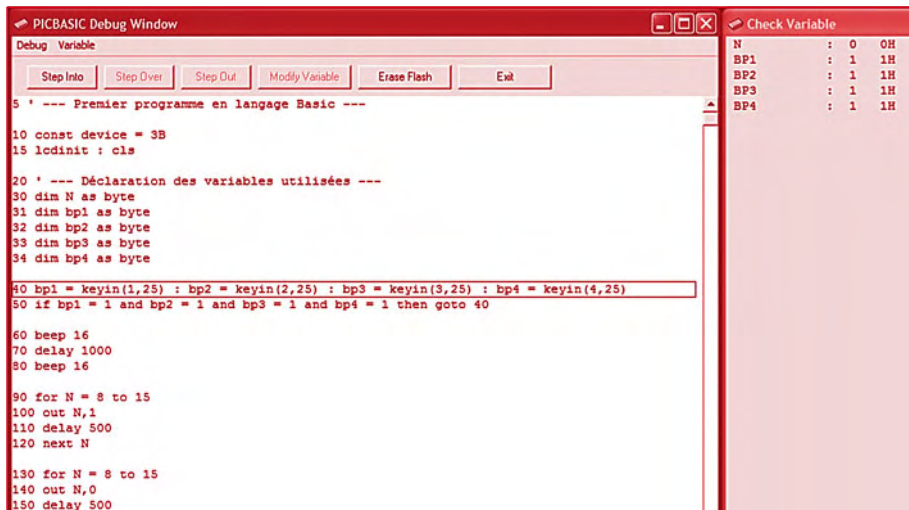 PICBASIC Debug Window
Debug Variable
Step Into Step Over Step Out Modify Variable Erase Flash Exit
5 ' --- Premier programme en langage Basic ---
10 const device = 3B
15 lcdinit : cls
20 ' --- Déclaration des variables utilisées ---
30 dim N as byte
31 dim bp1 as byte
32 dim bp2 as byte
33 dim bp3 as byte
34 dim bp4 as byte
40 bp1 = keyin(1,25) : bp2 = keyin(2,25) : bp3 = keyin(3,25) : bp4 = keyin(4,25)
50 if bp1 = 1 and bp2 = 1 and bp3 = 1 and bp4 = 1 then goto 40
60 beep 16
70 delay 1000
80 beep 16
90 for N = 8 to 15
100 out N,1
110 delay 500
120 next N
130 for N = 8 to 15
140 out N,0
150 delay 500
Check Variable
N : 0 0H
BP1 : 1 1H
BP2 : 1 1H
BP3 : 1 1H
BP4 : 1 1H